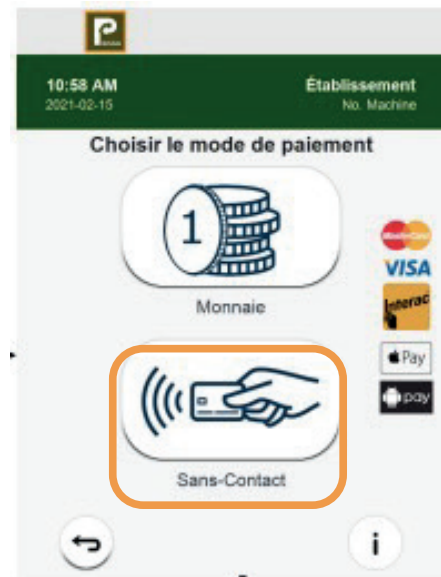 P
10:58 AM
2021-02-15
Établissement
No. Machine
Choisir le mode de paiement
1
Monnaie
MasterCard
VISA
Interac
Pay
pay
Sans-Contact
i